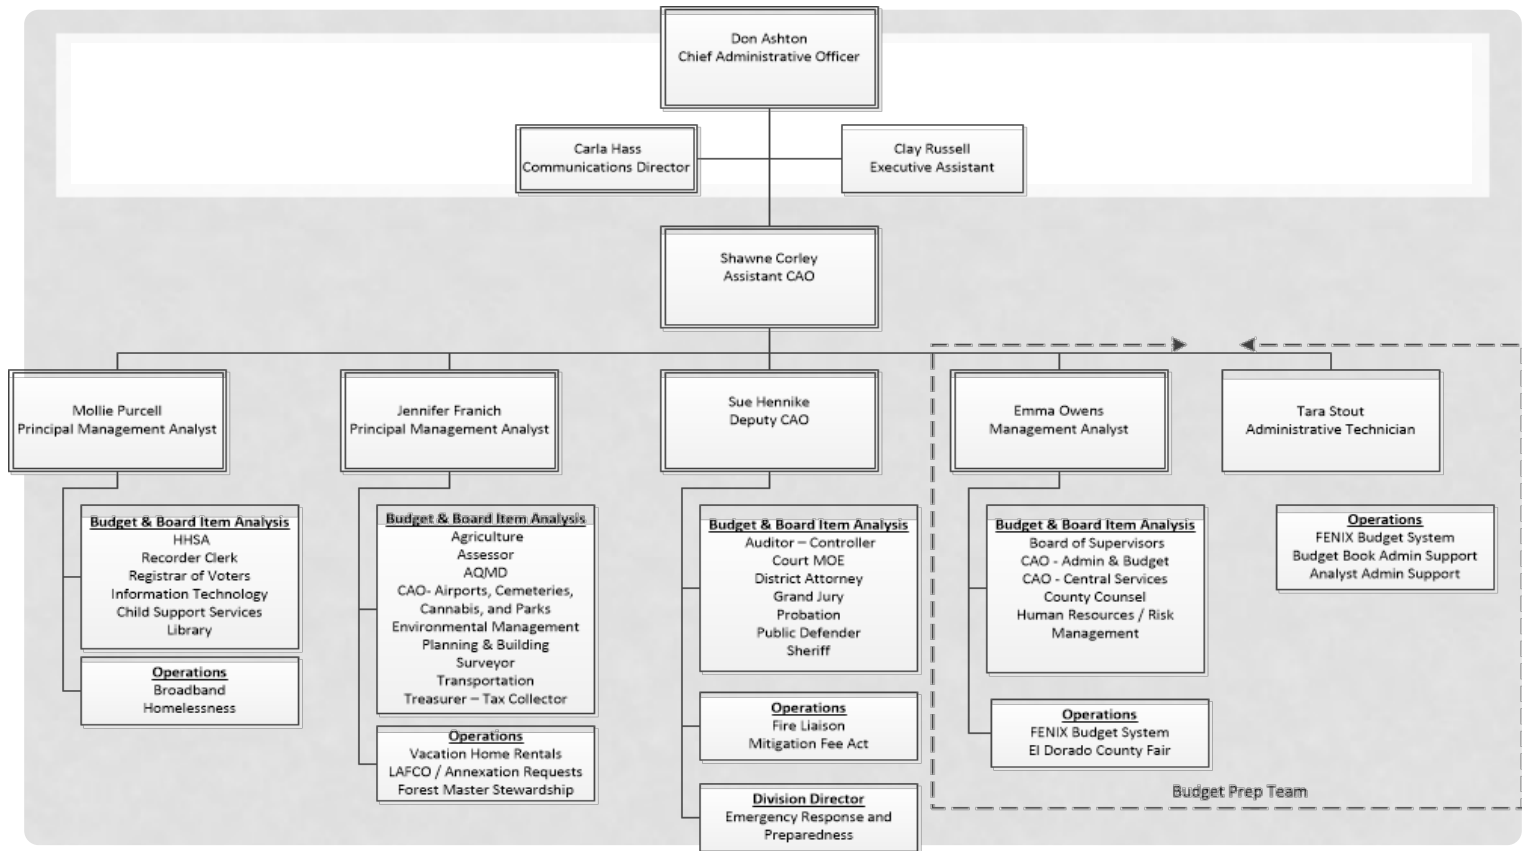 Don Ashton
Chief Administrative Officer
Carla Hass
Communications Director
Clay Russell
Executive Assistant
Shawne Corley
Assistant CAO
Mollie Purcell
Principal Management Analyst
Budget & Board Item Analysis
HHSA
Recorder Clerk
Registrar of Voters
Information Technology
Child Support Services
Library
Operations
Broadband
Homelessness
Jennifer Franich
Principal Management Analyst
Budget & Board Item Analysis
Agriculture
Assessor
AQMD
CAO- Airports, Cemeteries,
Cannabis, and Parks
Environmental Management
Planning & Building
Surveyor
Transportation
Treasurer – Tax Collector
Operations
Vacation Home Rentals
LAFCO / Annexation Requests
Forest Master Stewardship
Sue Hennike
Deputy CAO
Budget & Board Item Analysis
Auditor – Controller
Court MOE
District Attorney
Grand Jury
Probation
Public Defender
Sheriff
Operations
Fire Liaison
Mitigation Fee Act
Division Director
Emergency Response and
Preparedness
Emma Owens
Management Analyst
Budget & Board Item Analysis
Board of Supervisors
CAO - Admin & Budget
CAO - Central Services
County Counsel
Human Resources / Risk
Management
Operations
FENIX Budget System
El Dorado County Fair
Tara Stout
Administrative Technician
Operations
FENIX Budget System
Budget Book Admin Support
Analyst Admin Support
Budget Prep Team